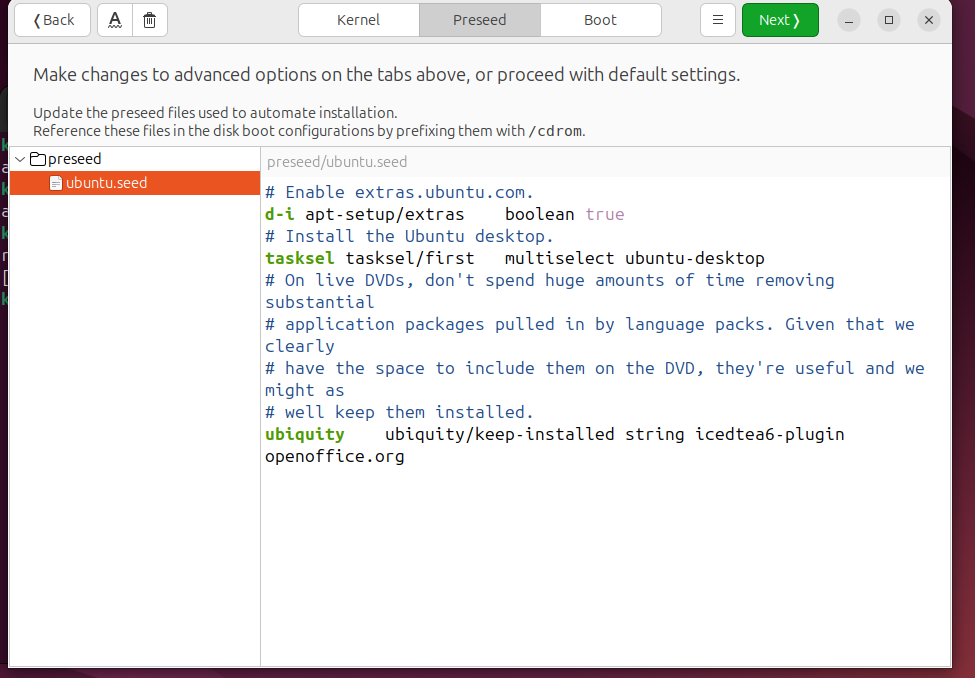 ❬Back
A
Kernel
Preseed
Boot
Next❭
Make changes to advanced options on the tabs above, or proceed with default settings.
Update the preseed files used to automate installation.
Reference these files in the disk boot configurations by prefixing them with /cdrom.
preseed
ubuntu.seed
preseed/ubuntu.seed
# Enable extras.ubuntu.com.
d-i apt-setup/extras    boolean true
# Install the Ubuntu desktop.
tasksel tasksel/first   multiselect ubuntu-desktop
# On live DVDs, don't spend huge amounts of time removing
substantial
# application packages pulled in by language packs. Given that we
clearly
# have the space to include them on the DVD, they're useful and we
might as
# well keep them installed.
ubiquity    ubiquity/keep-installed string icedtea6-plugin
openoffice.org